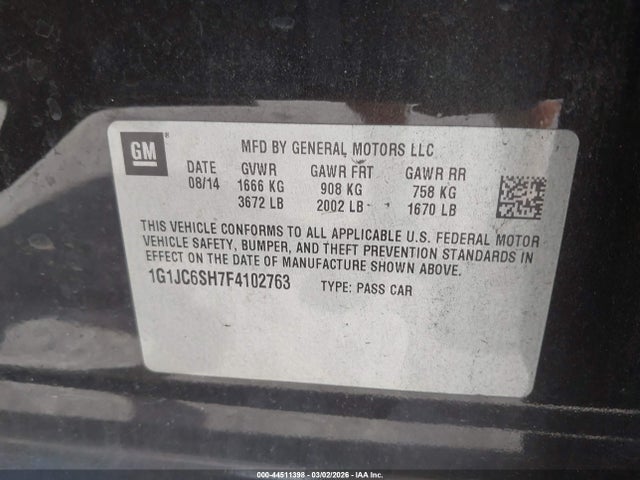 GM ®
MFD BY GENERAL MOTORS LLC
DATE GVWR GAWR FRT GAWR RR
08/14 1666 KG 908 KG 758 KG
3672 LB 2002 LB 1670 LB
THIS VEHICLE CONFORMS TO ALL APPLICABLE U.S. FEDERAL MOTOR
VEHICLE SAFETY, BUMPER, AND THEFT PREVENTION STANDARDS IN
EFFECT ON THE DATE OF MANUFACTURE SHOWN ABOVE.
1G1JC6SH7F4102763 TYPE: PASS CAR
000-44511398 - 03/02/2026 - IAA Inc.